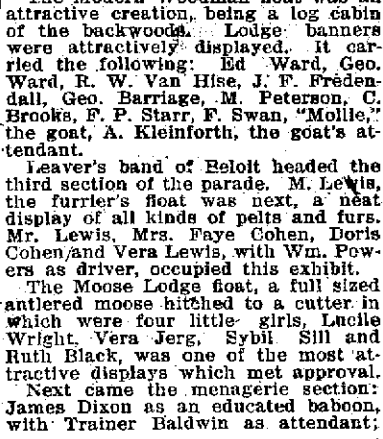 The Modern Woodman float was an
attractive creation, being a log cabin
of the backwoods. Lodge banners
were attractively displayed. It car-
ried the following: Ed Ward, Geo.
Ward, R. W. Van Hise, J. F. Freden-
dall, Geo. Barriage, M. Peterson, C.
Brooks, F. P. Starr, F. Swan, "Mollie,"
the goat, A. Kleinforth, the goat's at-
tendant.
Leaver's band of Beloit headed the
third section of the parade. M. Lewis,
the furrier's float was next, a neat
display of all kinds of pelts and furs.
Mr. Lewis, Mrs. Faye Cohen, Doris
Cohen and Vera Lewis, with Wm. Pow-
ers as driver, occupied this exhibit.
The Moose Lodge float, a full sized
antlered moose hitched to a cutter in
which were four little girls, Lucile
Wright, Vera Jerg, Sybil Sill and
Ruth Black, was one of the most at-
tractive displays which met approval.
Next came the menagerie section:
James Dixon as an educated baboon,
with Trainer Baldwin as attendant;